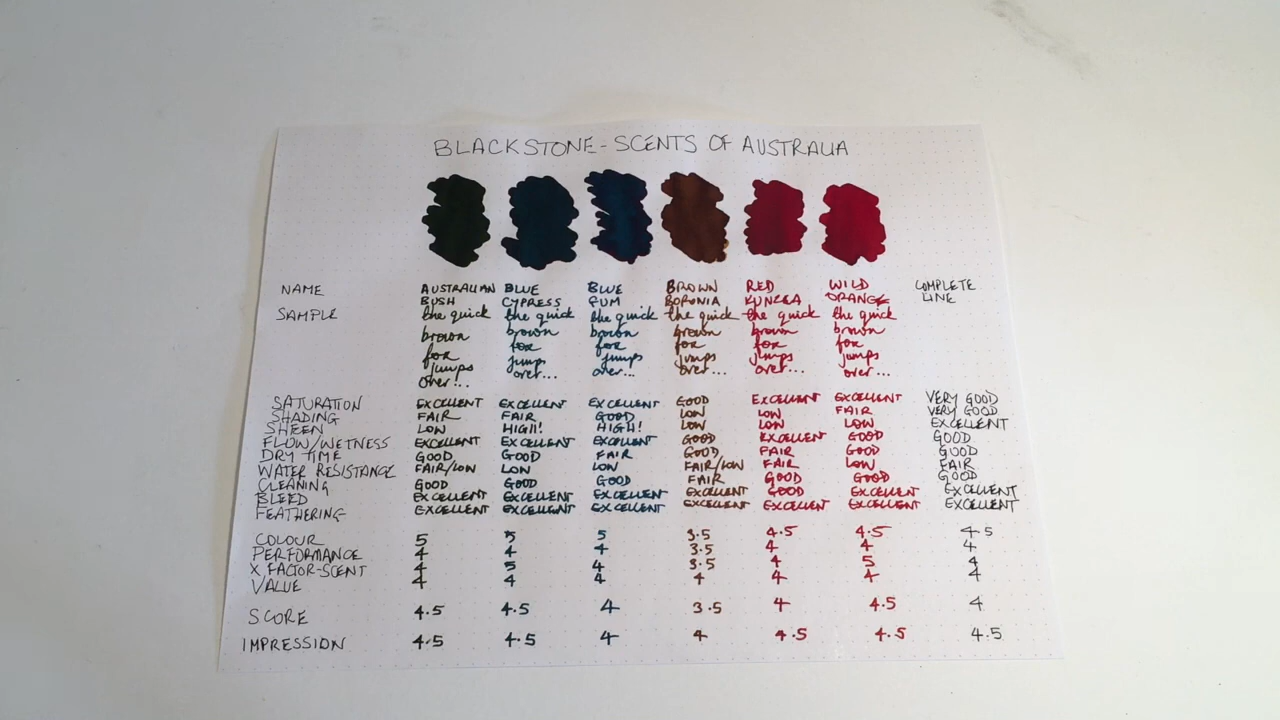 BLACKSTONE-SCENTS OF AUSTRALIA
NAME AUSTRALIAN BLUE BLUE BROWN RED WILD COMPLETE
BUSH CYPRESS GUM BORONIA KUNZEA ORANGE LINE
SAMPLE the quick the quick the quick the quick the quick the quick
brown brown brown brown brown brown
fox fox fox fox fox fox
jumps jumps jumps jumps jumps jumps
over... over... over... over... over... over...
SATURATION EXCELLENT EXCELLENT EXCELLENT GOOD EXCELLENT EXCELLENT VERY GOOD
SHADING FAIR FAIR GOOD LOW LOW FAIR VERY GOOD
SHEEN LOW HIGH! HIGH! LOW LOW LOW EXCELLENT
FLOW/WETNESS EXCELLENT EXCELLENT EXCELLENT GOOD EXCELLENT GOOD GOOD
DRY TIME GOOD GOOD FAIR GOOD FAIR GOOD GOOD
WATER RESISTANCE FAIR/LOW LOW LOW FAIR/LOW FAIR LOW FAIR
CLEANING GOOD GOOD GOOD FAIR GOOD GOOD GOOD
BLEED EXCELLENT EXCELLENT EXCELLENT EXCELLENT GOOD EXCELLENT EXCELLENT
FEATHERING EXCELLENT EXCELLENT EXCELLENT EXCELLENT EXCELLENT EXCELLENT EXCELLENT
COLOUR 5 5 5 3.5 4.5 4.5 4.5
PERFORMANCE 4 4 4 3.5 4 4 4
X FACTOR-SCENT 4 5 4 3.5 4 5 4
VALUE 4 4 4 4 4 4 4
SCORE 4.5 4.5 4 3.5 4 4.5 4
IMPRESSION 4.5 4.5 4 4 4.5 4.5 4.5